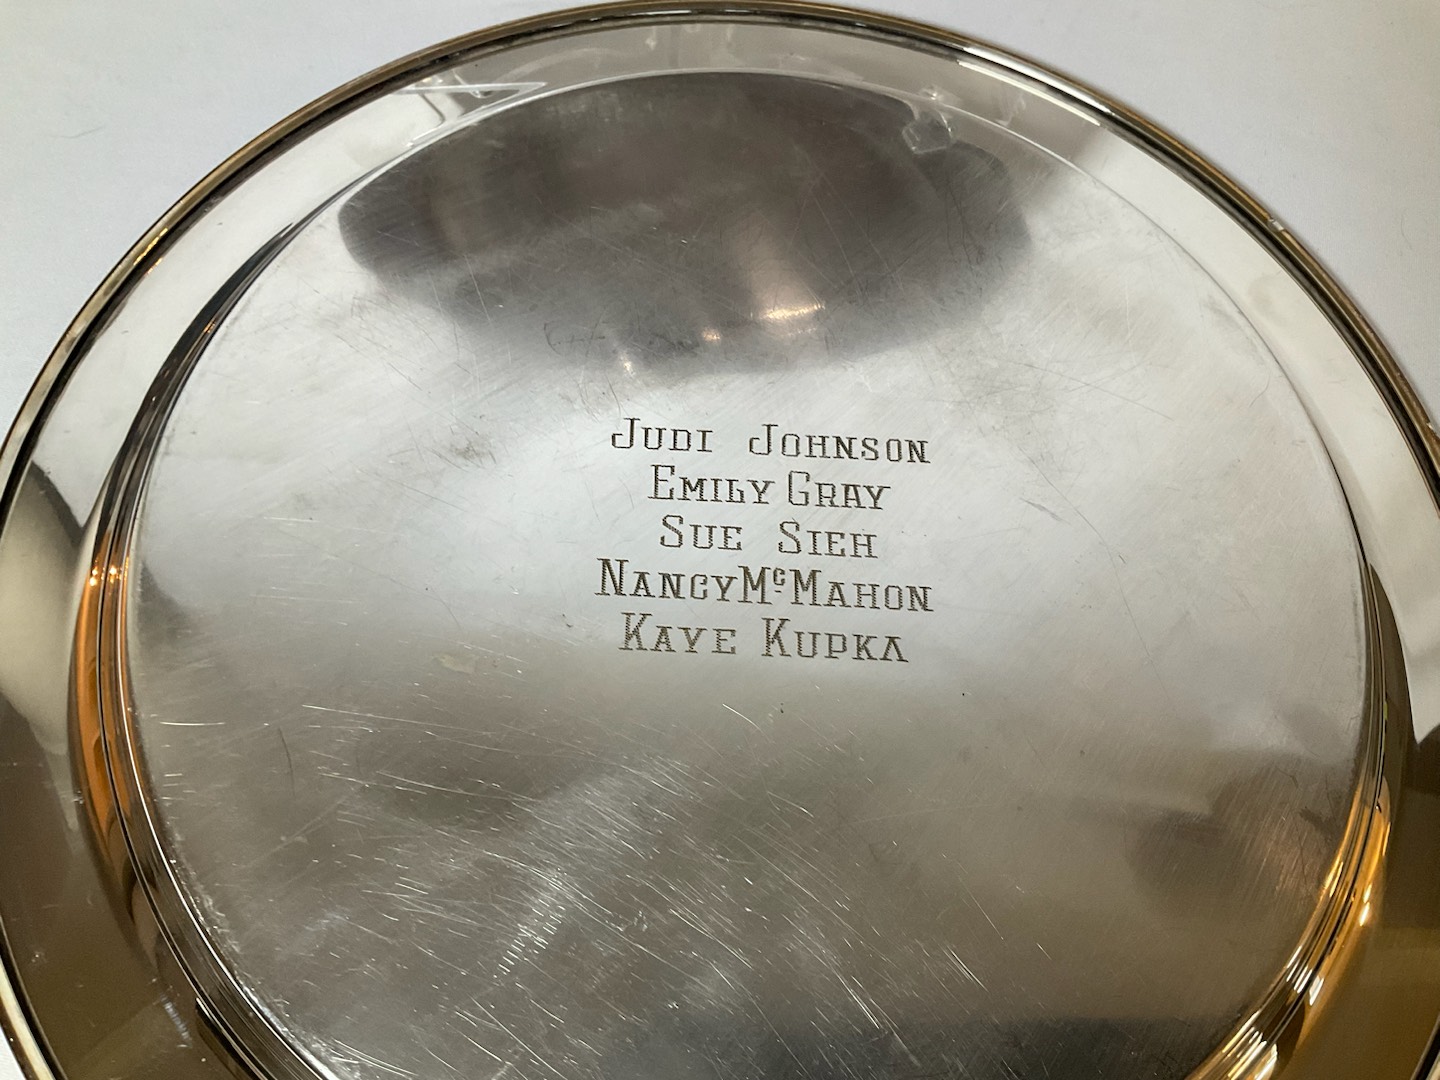 Judi Johnson
Emily Gray
Sue Sieh
Nancy McMahon
Kaye Kupka